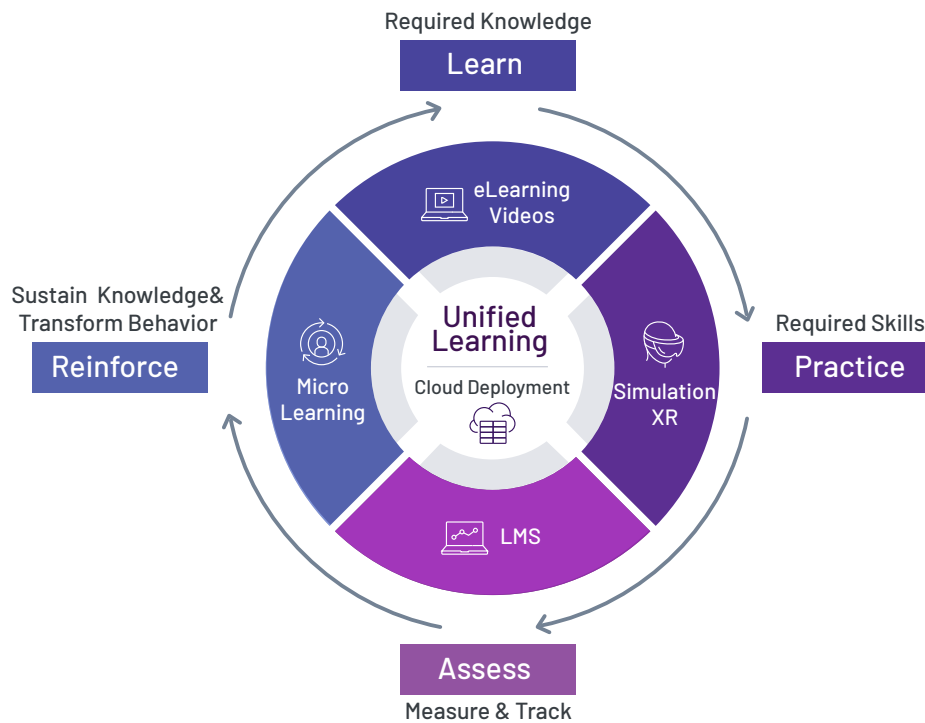 Required Knowledge
Learn
eLearning
Videos
Sustain Knowledge&
Transform Behavior
Reinforce
Micro
Learning
Unified
Learning
Cloud Deployment
Simulation
XR
Required Skills
Practice
LMS
Assess
Measure & Track